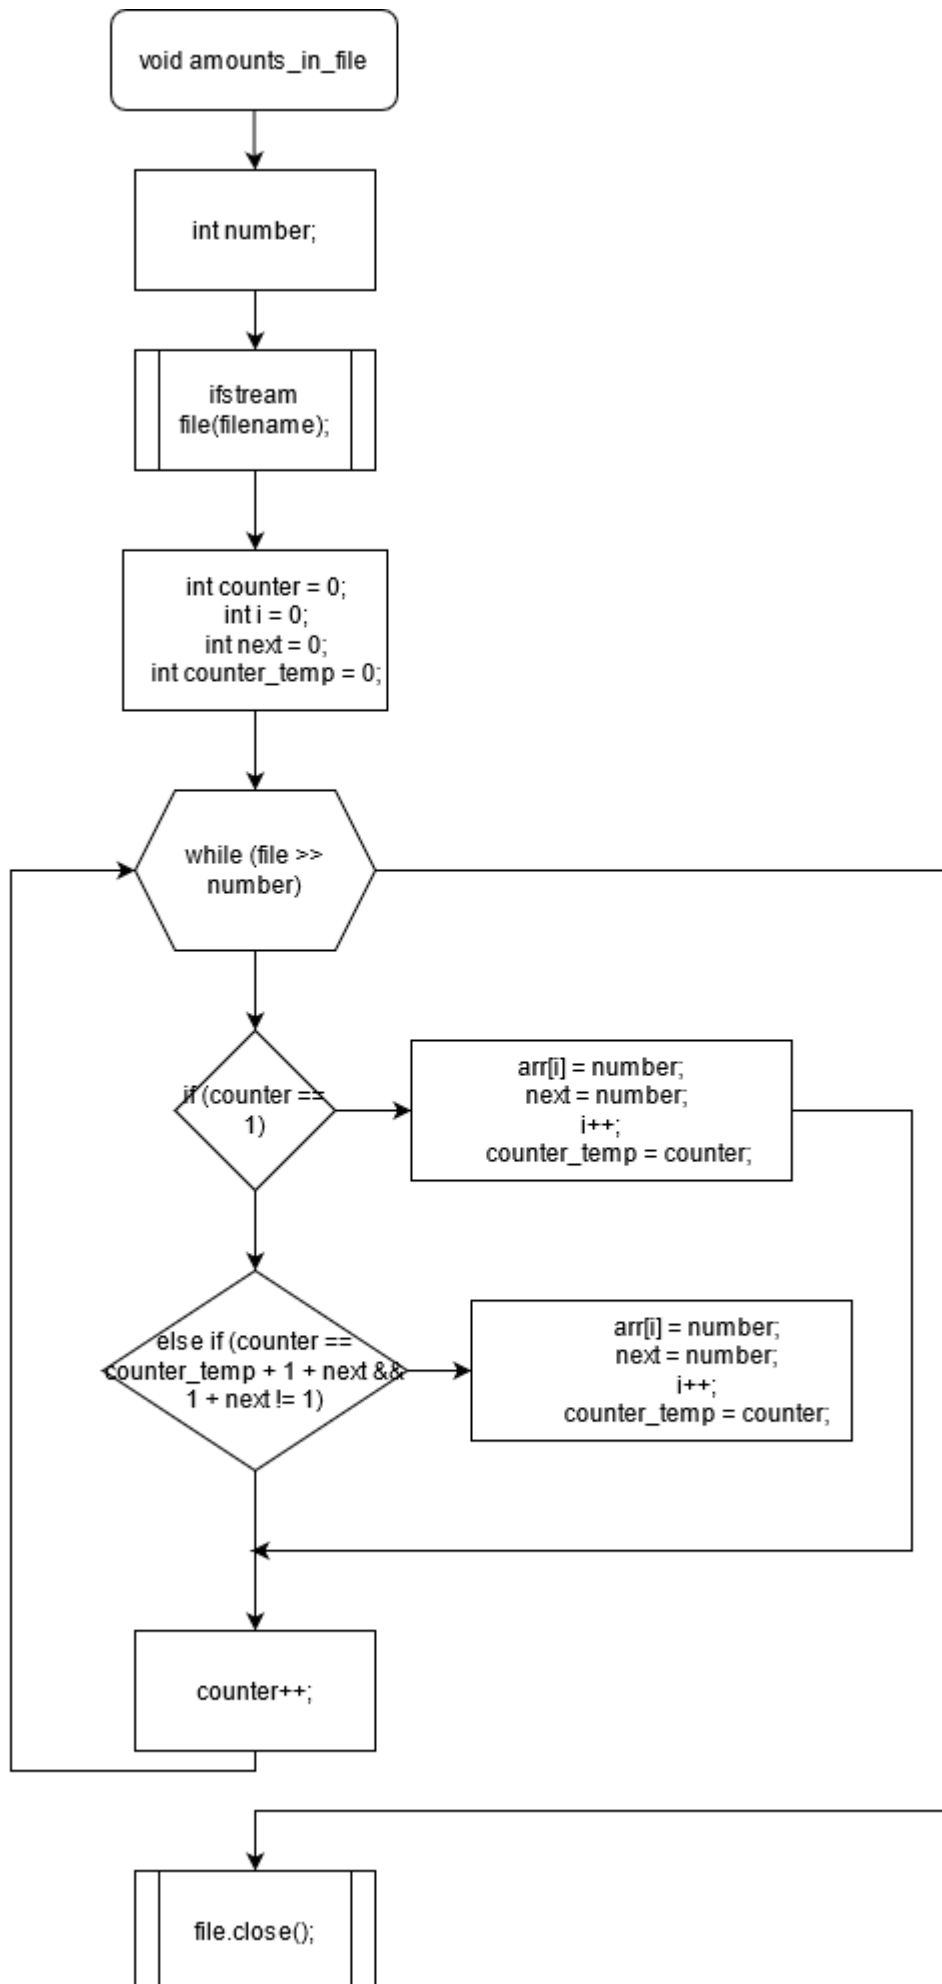 void amounts_in_file
int number;
ifstream
file(filename);
int counter = 0;
int i = 0;
int next = 0;
int counter_temp = 0;
while (file >>
number)
if (counter ==
1)
arr[i] = number;
next = number;
i++;
counter_temp = counter;
else if (counter ==
counter_temp + 1 + next &&
1 + next != 1)
arr[i] = number;
next = number;
i++;
counter_temp = counter;
counter++;
file.close();